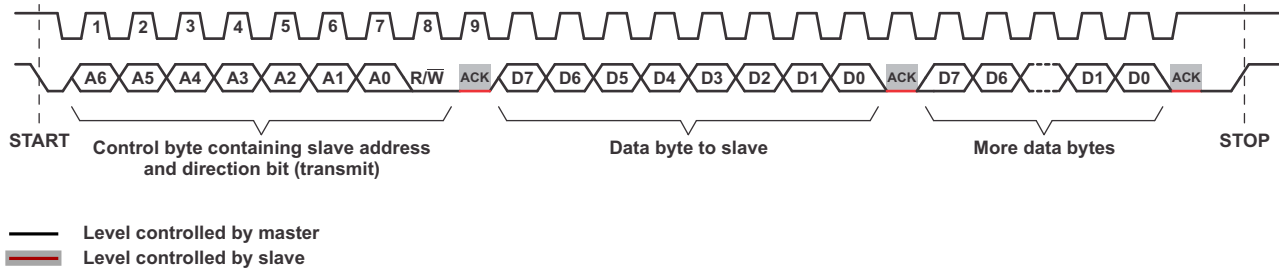 1 2 3 4 5 6 7 8 9
A6 A5 A4 A3 A2 A1 A0 R/W̅ ACK D7 D6 D5 D4 D3 D2 D1 D0 ACK D7 D6 D1 D0 ACK
START
Control byte containing slave address
and direction bit (transmit)
Data byte to slave
More data bytes
STOP
Level controlled by master
Level controlled by slave